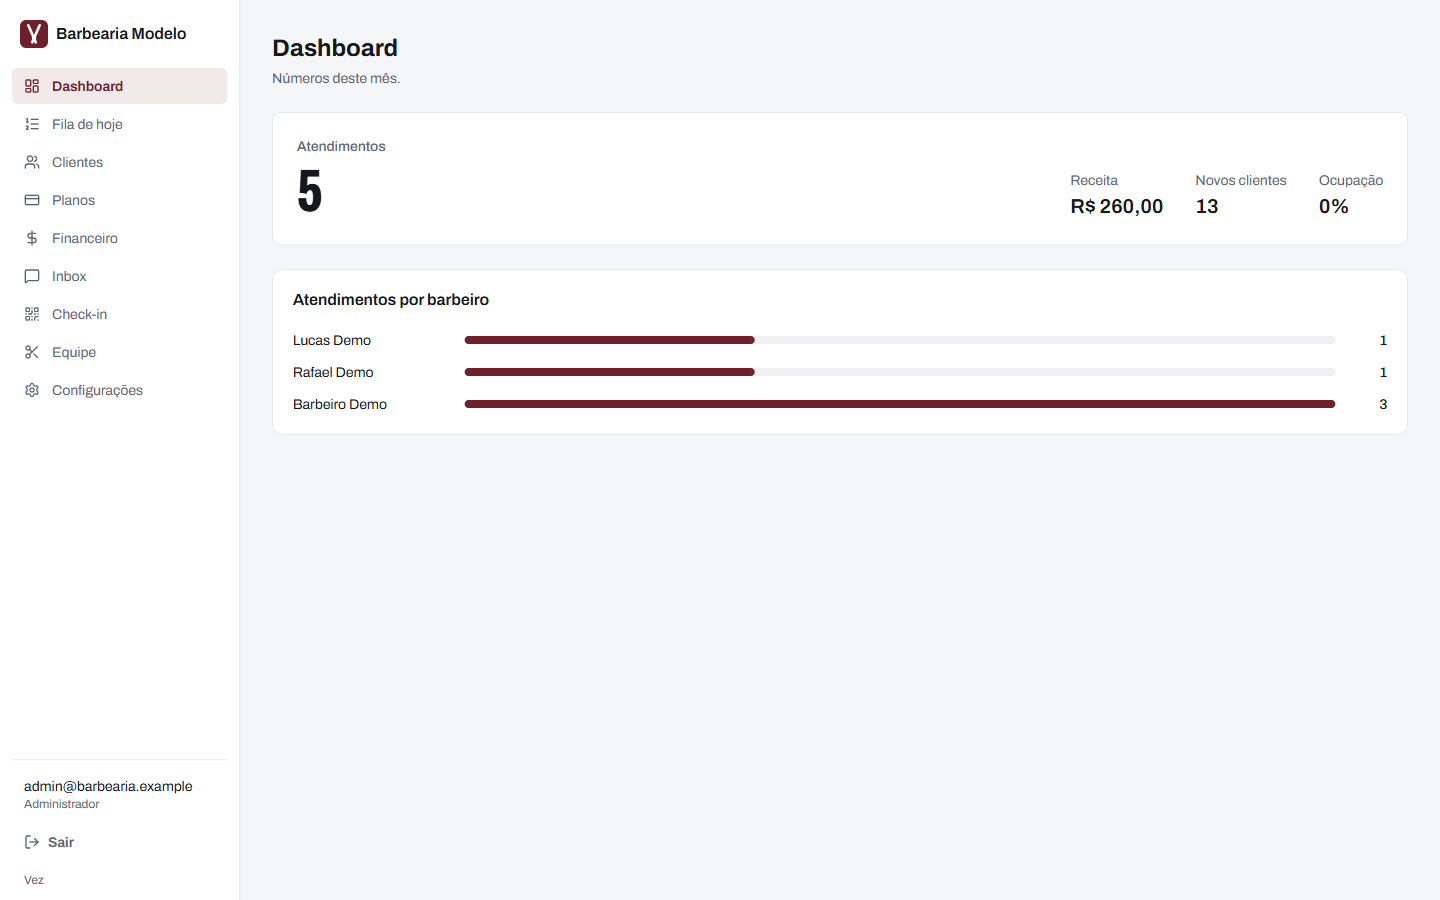 Barbearia Modelo
Dashboard
Fila de hoje
Clientes
Planos
Financeiro
Inbox
Check-in
Equipe
Configurações
admin@barbearia.example
Administrador
Sair
Vez
Dashboard
Números deste mês.
Atendimentos
5
Receita
R$ 260,00
Novos clientes
13
Ocupação
0%
Atendimentos por barbeiro
Lucas Demo 1
Rafael Demo 1
Barbeiro Demo 3